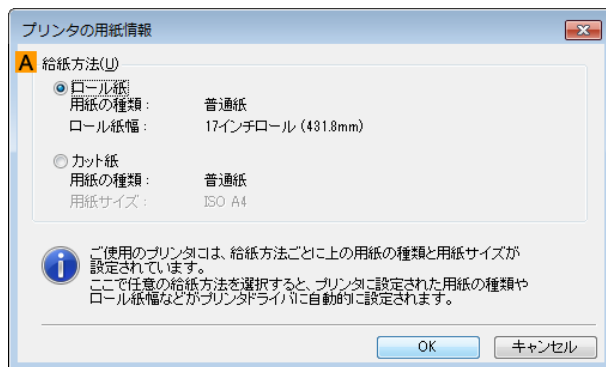 プリンタの用紙情報
A 給紙方法(U)
ロール紙
用紙の種類： 普通紙
ロール紙幅： 17インチロール (431.8mm)
カット紙
用紙の種類： 普通紙
用紙サイズ： ISO A4
ご使用のプリンタには、給紙方法ごとに上の用紙の種類と用紙サイズが
設定されています。
ここで任意の給紙方法を選択すると、プリンタに設定された用紙の種類や
ロール紙幅などがプリンタドライバに自動的に設定されます。
OK キャンセル